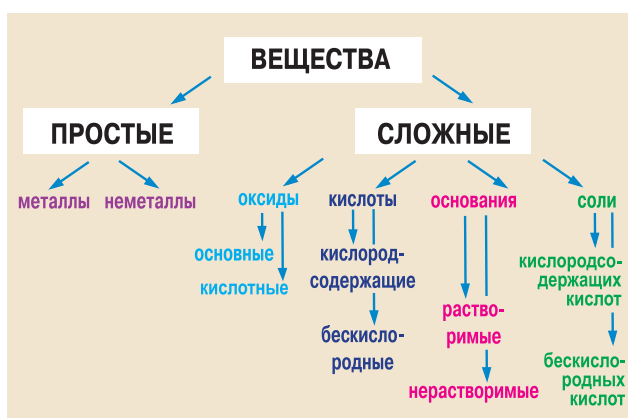 ВЕЩЕСТВА
ПРОСТЫЕ
СЛОЖНЫЕ
металлы
неметаллы
оксиды
основные
кислотные
кислоты
кислород-
содержащие
бескисло-
родные
основания
раство-
римые
нерастворимые
соли
кислородсо-
держащих
кислот
бескисло-
родных
кислот